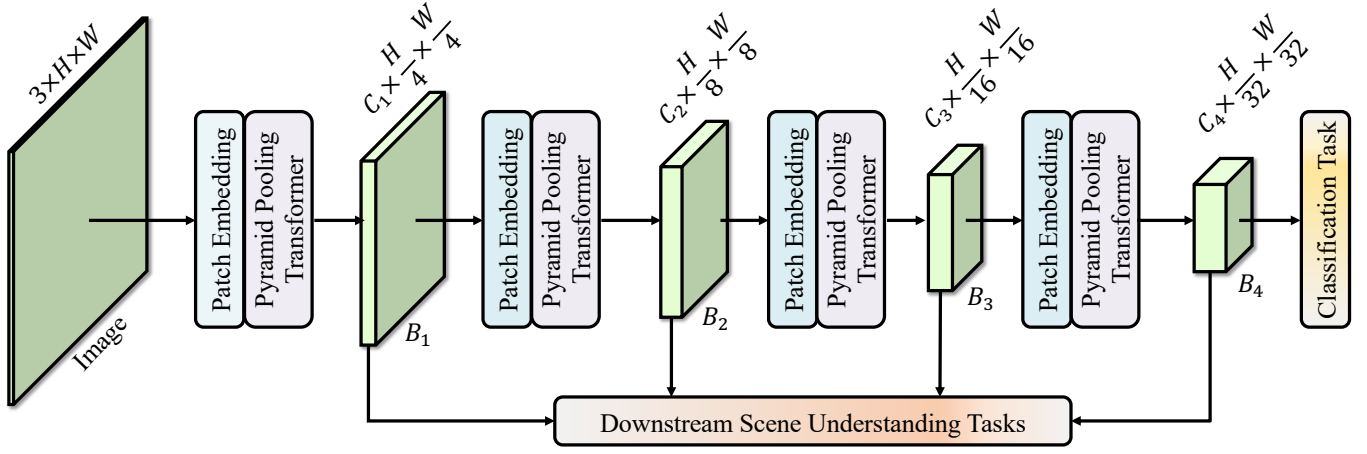 3×H×W
Image
Patch Embedding
Pyramid Pooling
Transformer
C₁×H/4×W/4
B₁
Patch Embedding
Pyramid Pooling
Transformer
C₂×H/8×W/8
B₂
Patch Embedding
Pyramid Pooling
Transformer
C₃×H/16×W/16
B₃
Patch Embedding
Pyramid Pooling
Transformer
C₄×H/32×W/32
B₄
Classification Task
Downstream Scene Understanding Tasks